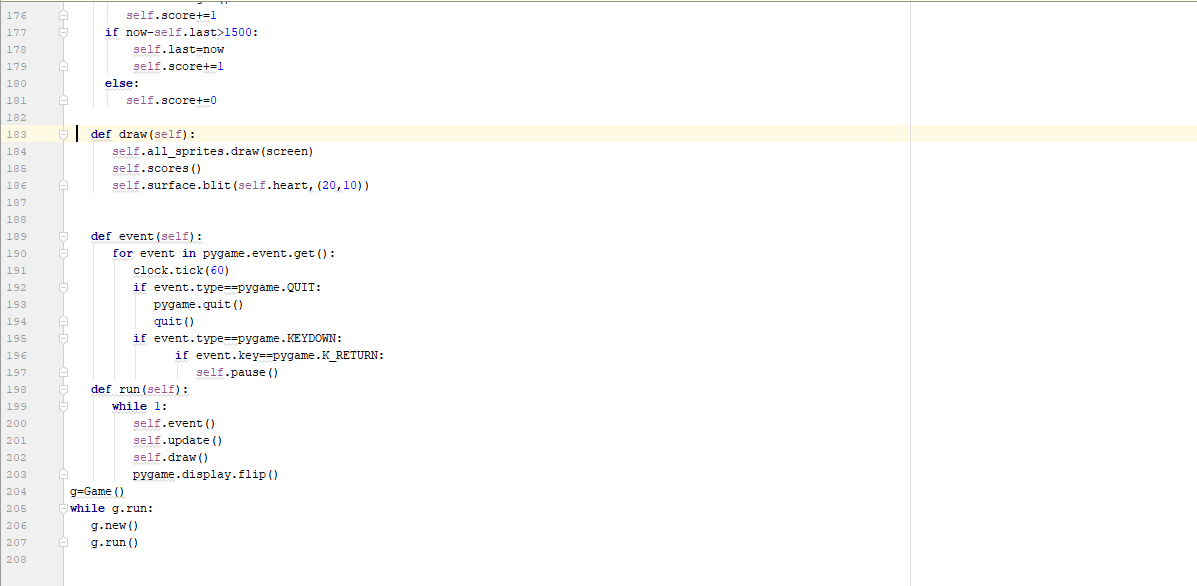 176 self.score+=1
177 if now-self.last>1500:
178 self.last=now
179 self.score+=1
180 else:
181 self.score+=0
182
183 def draw(self):
184 self.all_sprites.draw(screen)
185 self.scores()
186 self.surface.blit(self.heart,(20,10))
187
188
189 def event(self):
190 for event in pygame.event.get():
191 clock.tick(60)
192 if event.type==pygame.QUIT:
193 pygame.quit()
194 quit()
195 if event.type==pygame.KEYDOWN:
196 if event.key==pygame.K_RETURN:
197 self.pause()
198 def run(self):
199 while 1:
200 self.event()
201 self.update()
202 self.draw()
203 pygame.display.flip()
204 g=Game()
205 while g.run:
206 g.new()
207 g.run()
208